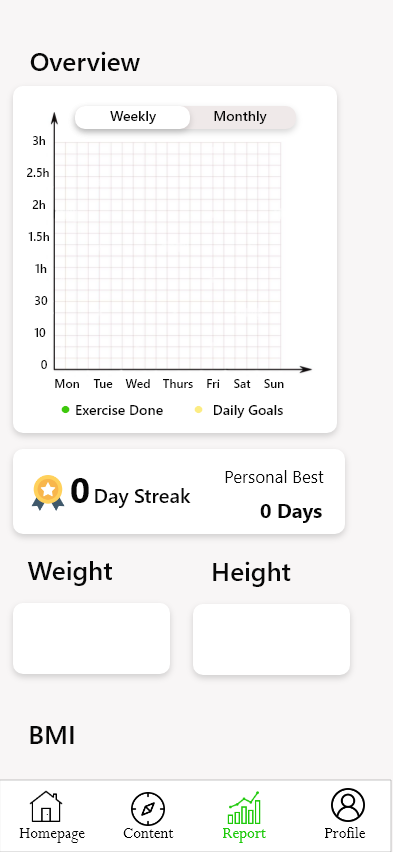 Overview
Weekly Monthly
3h
2.5h
2h
1.5h
1h
30
10
0
Mon Tue Wed Thurs Fri Sat Sun
Exercise Done Daily Goals
0 Day Streak
Personal Best
0 Days
Weight Height
BMI
Homepage Content Report Profile